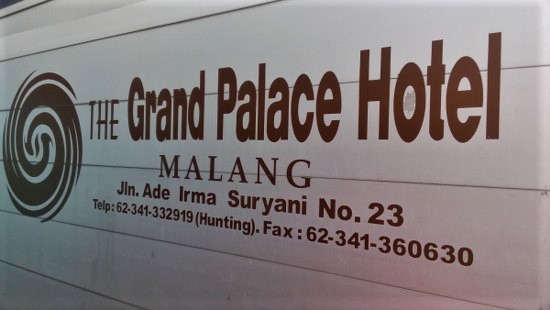 THE Grand Palace Hotel
MALANG
Jln. Ade Irma Suryani No. 23
Telp : 62-341-332919 (Hunting). Fax : 62-341-360630